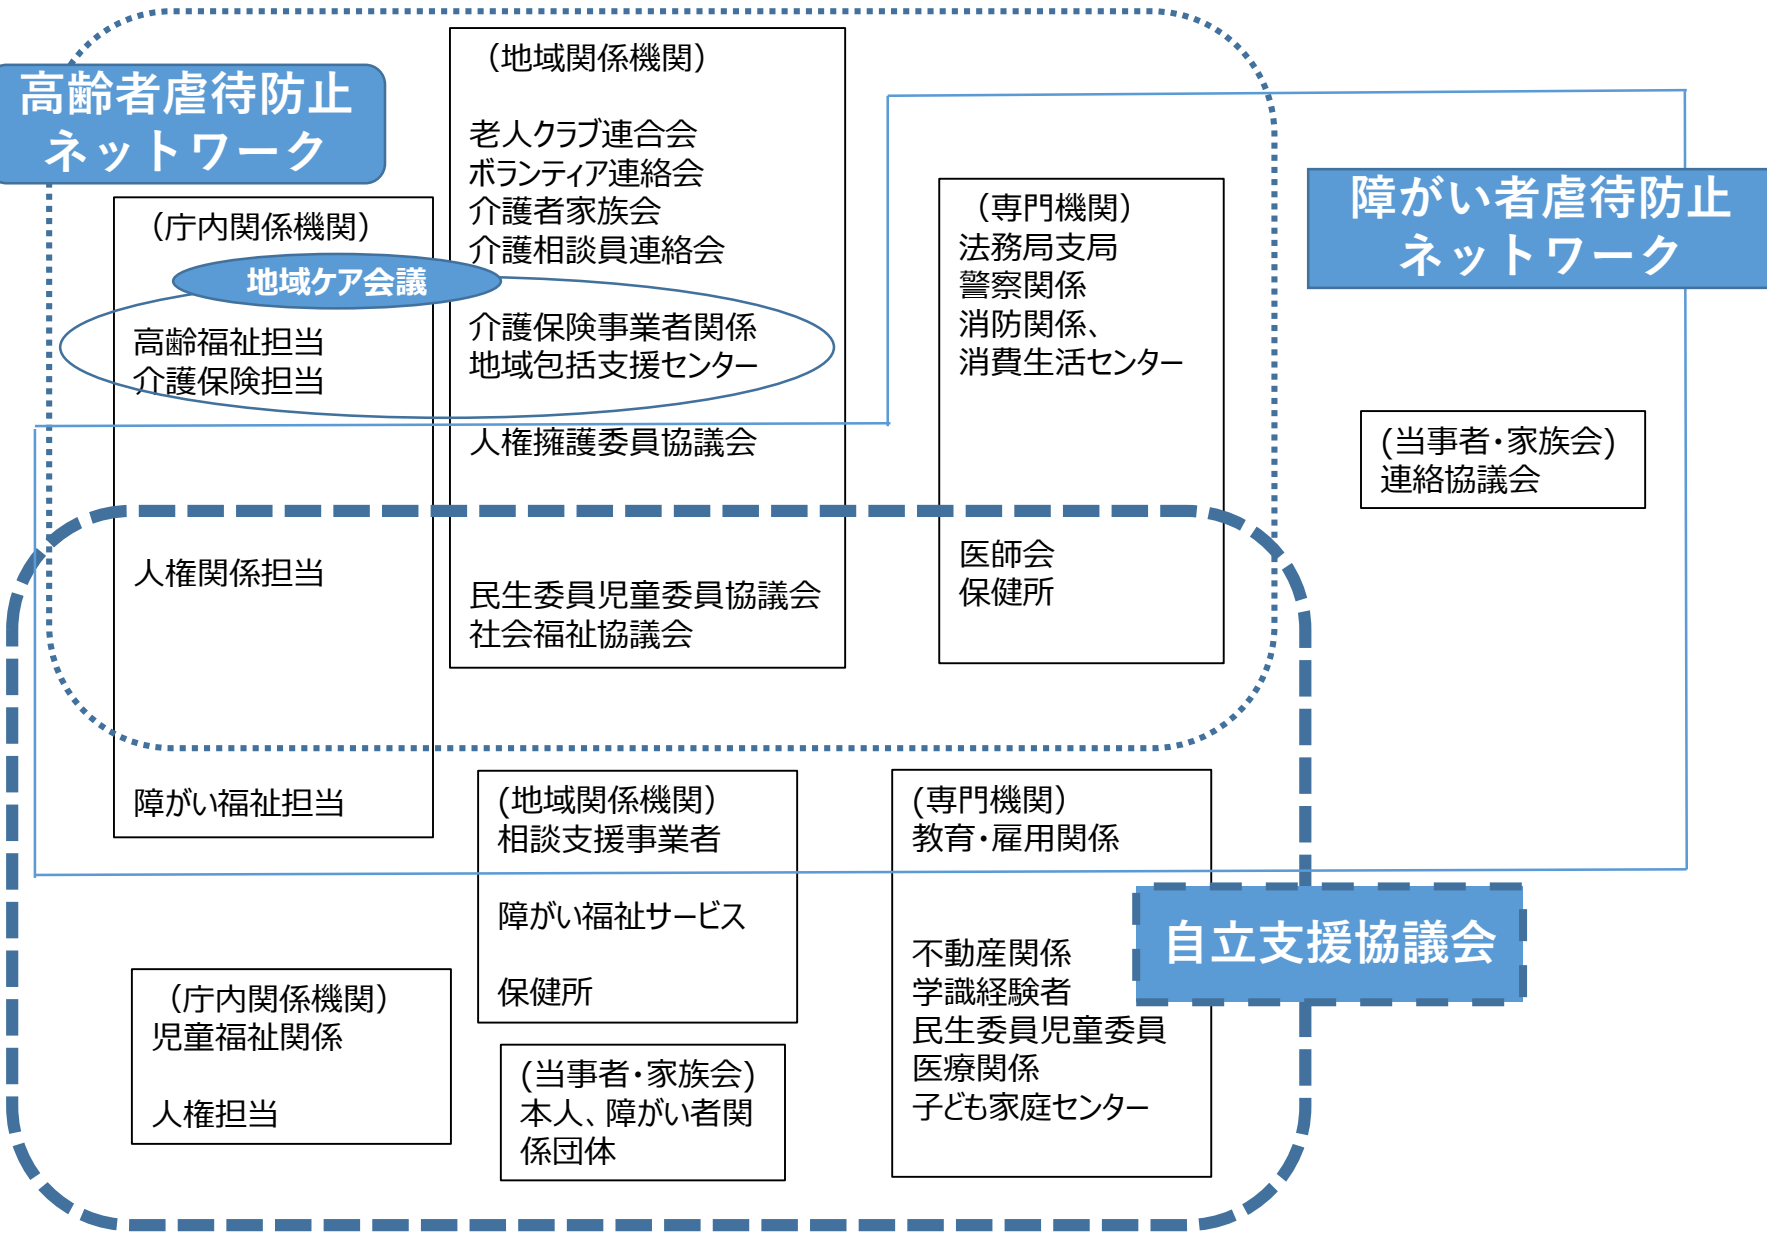 高齢者虐待防止
ネットワーク
（地域関係機関）
老人クラブ連合会
ボランティア連絡会
介護者家族会
介護相談員連絡会
介護保険事業者関係
地域包括支援センター
人権擁護委員協議会
民生委員児童委員協議会
社会福祉協議会
（庁内関係機関）
地域ケア会議
高齢福祉担当
介護保険担当
人権関係担当
障がい福祉担当
（専門機関）
法務局支局
警察関係
消防関係、
消費生活センター
医師会
保健所
障がい者虐待防止
ネットワーク
(当事者・家族会)
連絡協議会
(地域関係機関）
相談支援事業者
障がい福祉サービス
保健所
(専門機関）
教育・雇用関係
不動産関係
学識経験者
民生委員児童委員
医療関係
子ども家庭センター
自立支援協議会
（庁内関係機関）
児童福祉関係
人権担当
(当事者・家族会)
本人、障がい者関
係団体